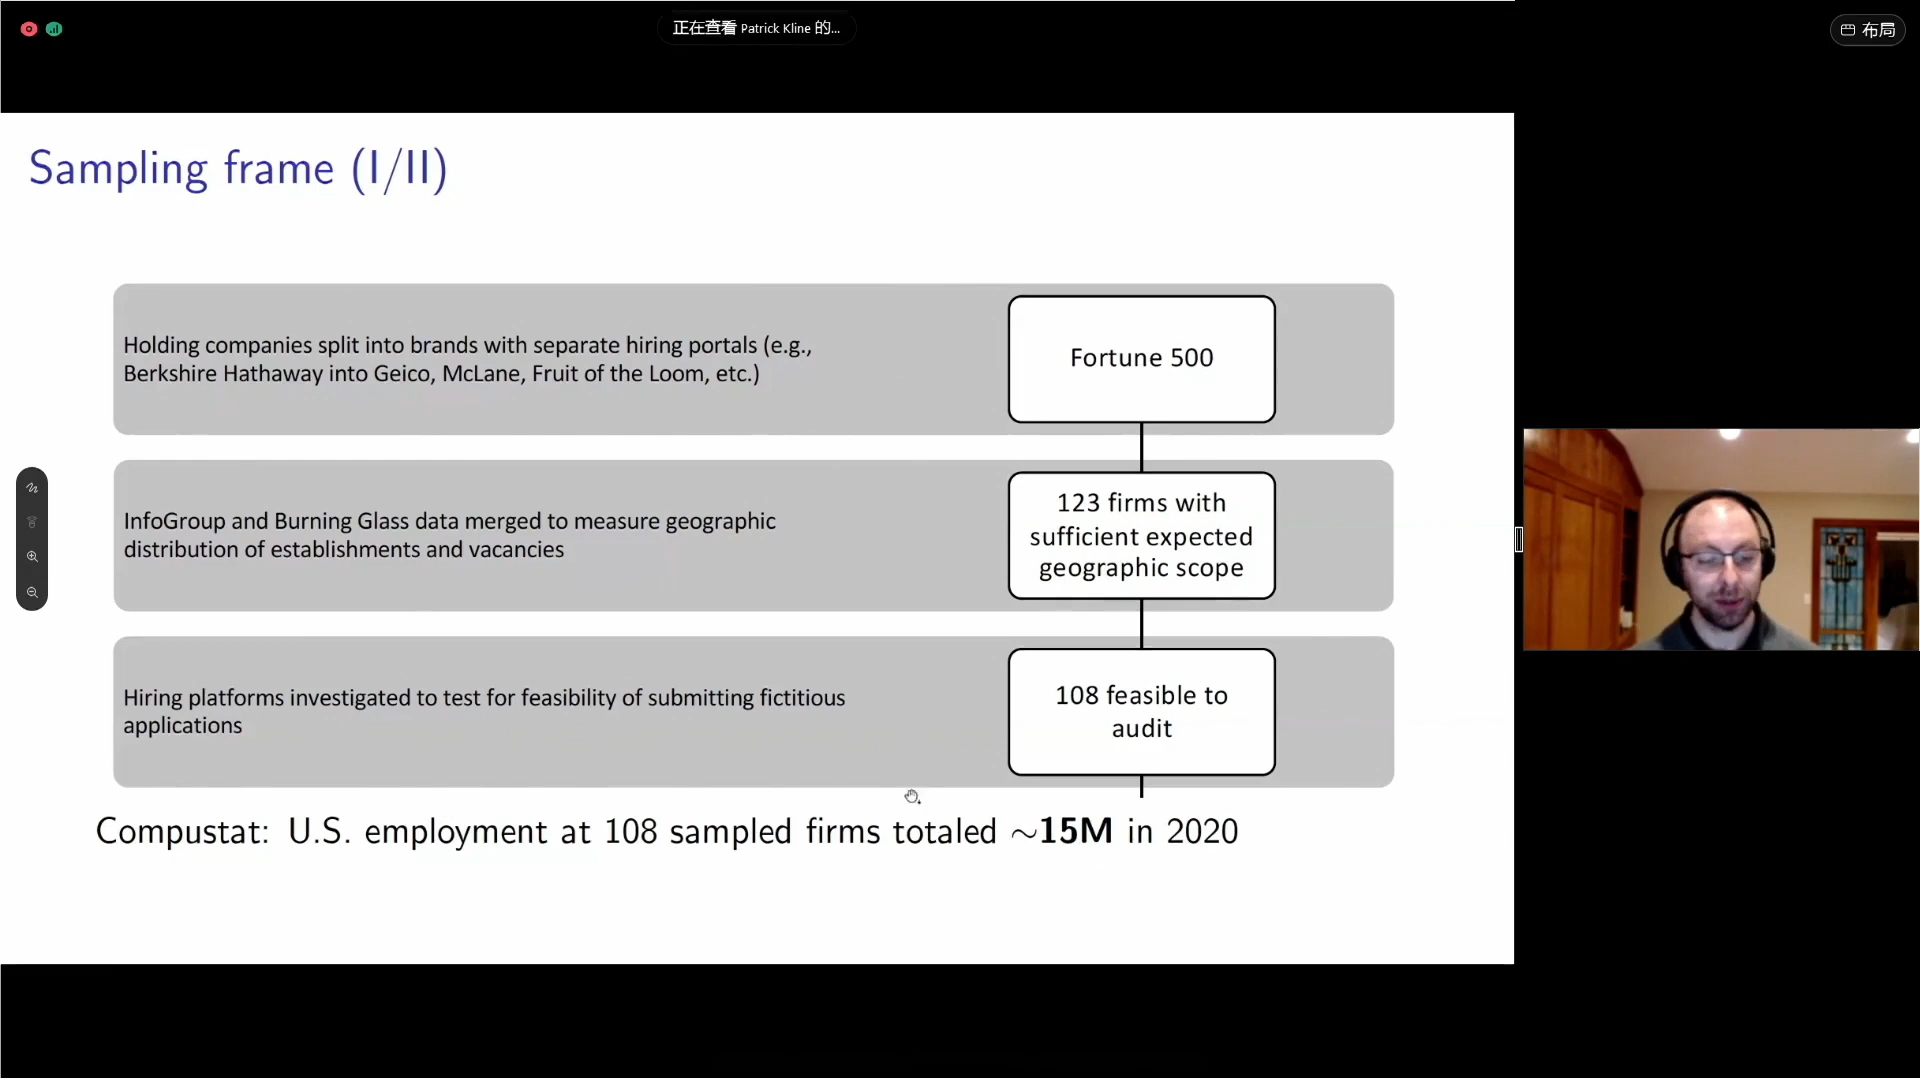 正在查看 Patrick Kline 的...
布局
Sampling frame (I/II)
Holding companies split into brands with separate hiring portals (e.g.,
Berkshire Hathaway into Geico, McLane, Fruit of the Loom, etc.)
Fortune 500
InfoGroup and Burning Glass data merged to measure geographic
distribution of establishments and vacancies
123 firms with
sufficient expected
geographic scope
Hiring platforms investigated to test for feasibility of submitting fictitious
applications
108 feasible to
audit
Compustat: U.S. employment at 108 sampled firms totaled ~15M in 2020